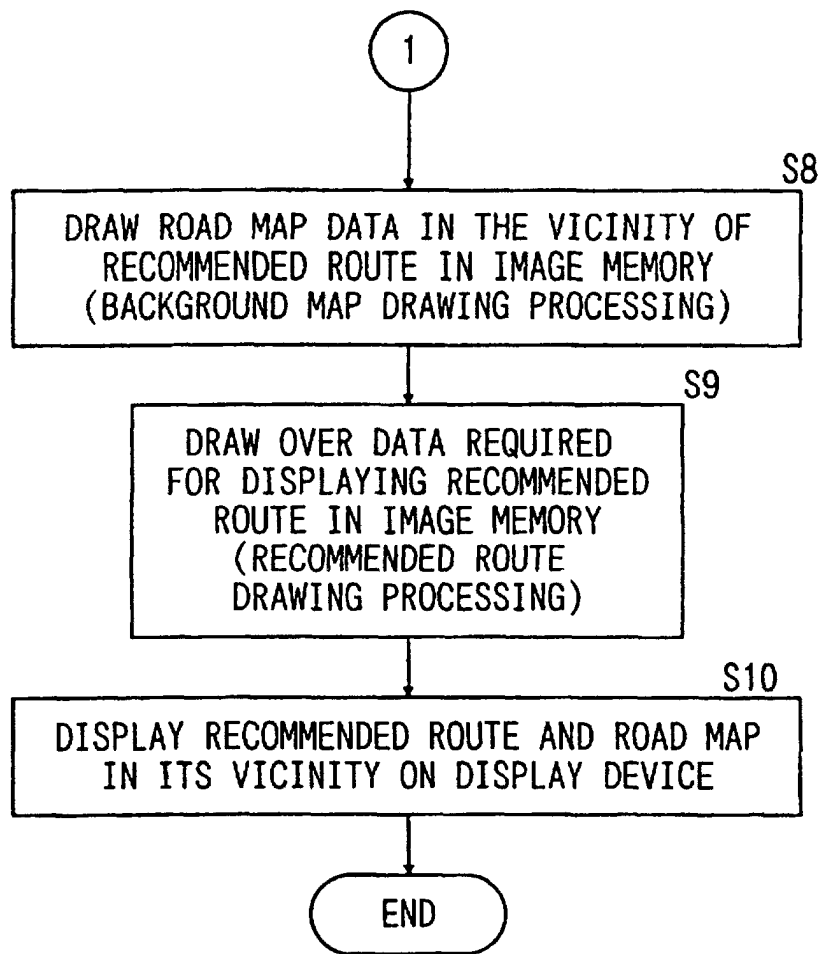 1
S8
DRAW ROAD MAP DATA IN THE VICINITY OF
RECOMMENDED ROUTE IN IMAGE MEMORY
(BACKGROUND MAP DRAWING PROCESSING)
S9
DRAW OVER DATA REQUIRED
FOR DISPLAYING RECOMMENDED
ROUTE IN IMAGE MEMORY
(RECOMMENDED ROUTE
DRAWING PROCESSING)
S10
DISPLAY RECOMMENDED ROUTE AND ROAD MAP
IN ITS VICINITY ON DISPLAY DEVICE
END